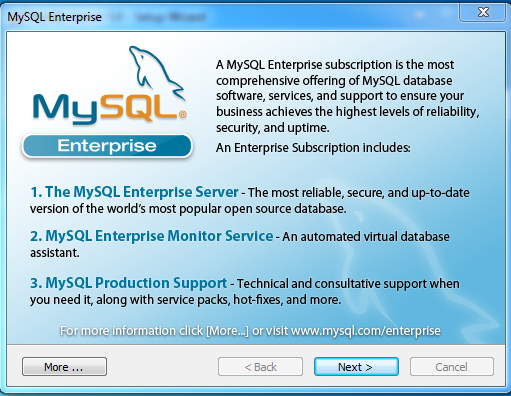 MySQL Enterprise
Setup Wizard
MySQL®
Enterprise
A MySQL Enterprise subscription is the most
comprehensive offering of MySQL database
software, services, and support to ensure your
business achieves the highest levels of reliability,
security, and uptime.
An Enterprise Subscription includes:
1. The MySQL Enterprise Server - The most reliable, secure, and up-to-date
version of the world's most popular open source database.
2. MySQL Enterprise Monitor Service - An automated virtual database
assistant.
3. MySQL Production Support - Technical and consultative support when
you need it, along with service packs, hot-fixes, and more.
For more information click [More...] or visit www.mysql.com/enterprise
More ...
< Back
Next >
Cancel